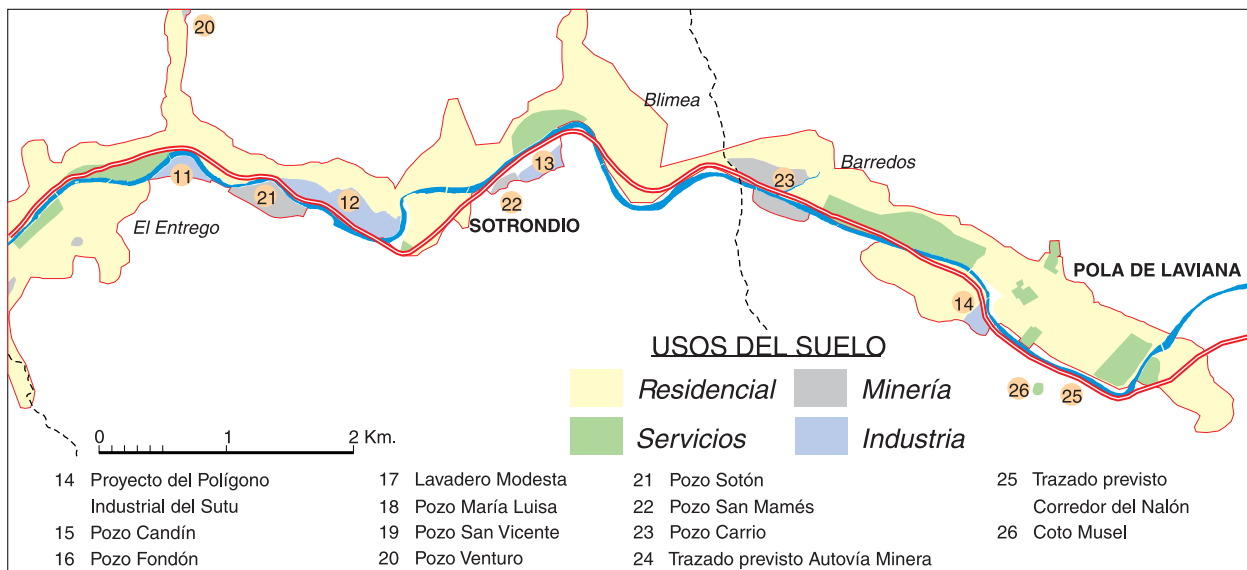 20
Blimea
Barredos
13
23
11
12
21
22
SOTRONDIO
El Entrego
POLA DE LAVIANA
14
26
25
USOS DEL SUELO
Residencial
Minería
Servicios
Industria
0 1 2 Km.
14 Proyecto del Polígono
Industrial del Sutu
15 Pozo Candín
16 Pozo Fondón
17 Lavadero Modesta
18 Pozo María Luisa
19 Pozo San Vicente
20 Pozo Venturo
21 Pozo Sotón
22 Pozo San Mamés
23 Pozo Carrio
24 Trazado previsto Autovía Minera
25 Trazado previsto
Corredor del Nalón
26 Coto Musel